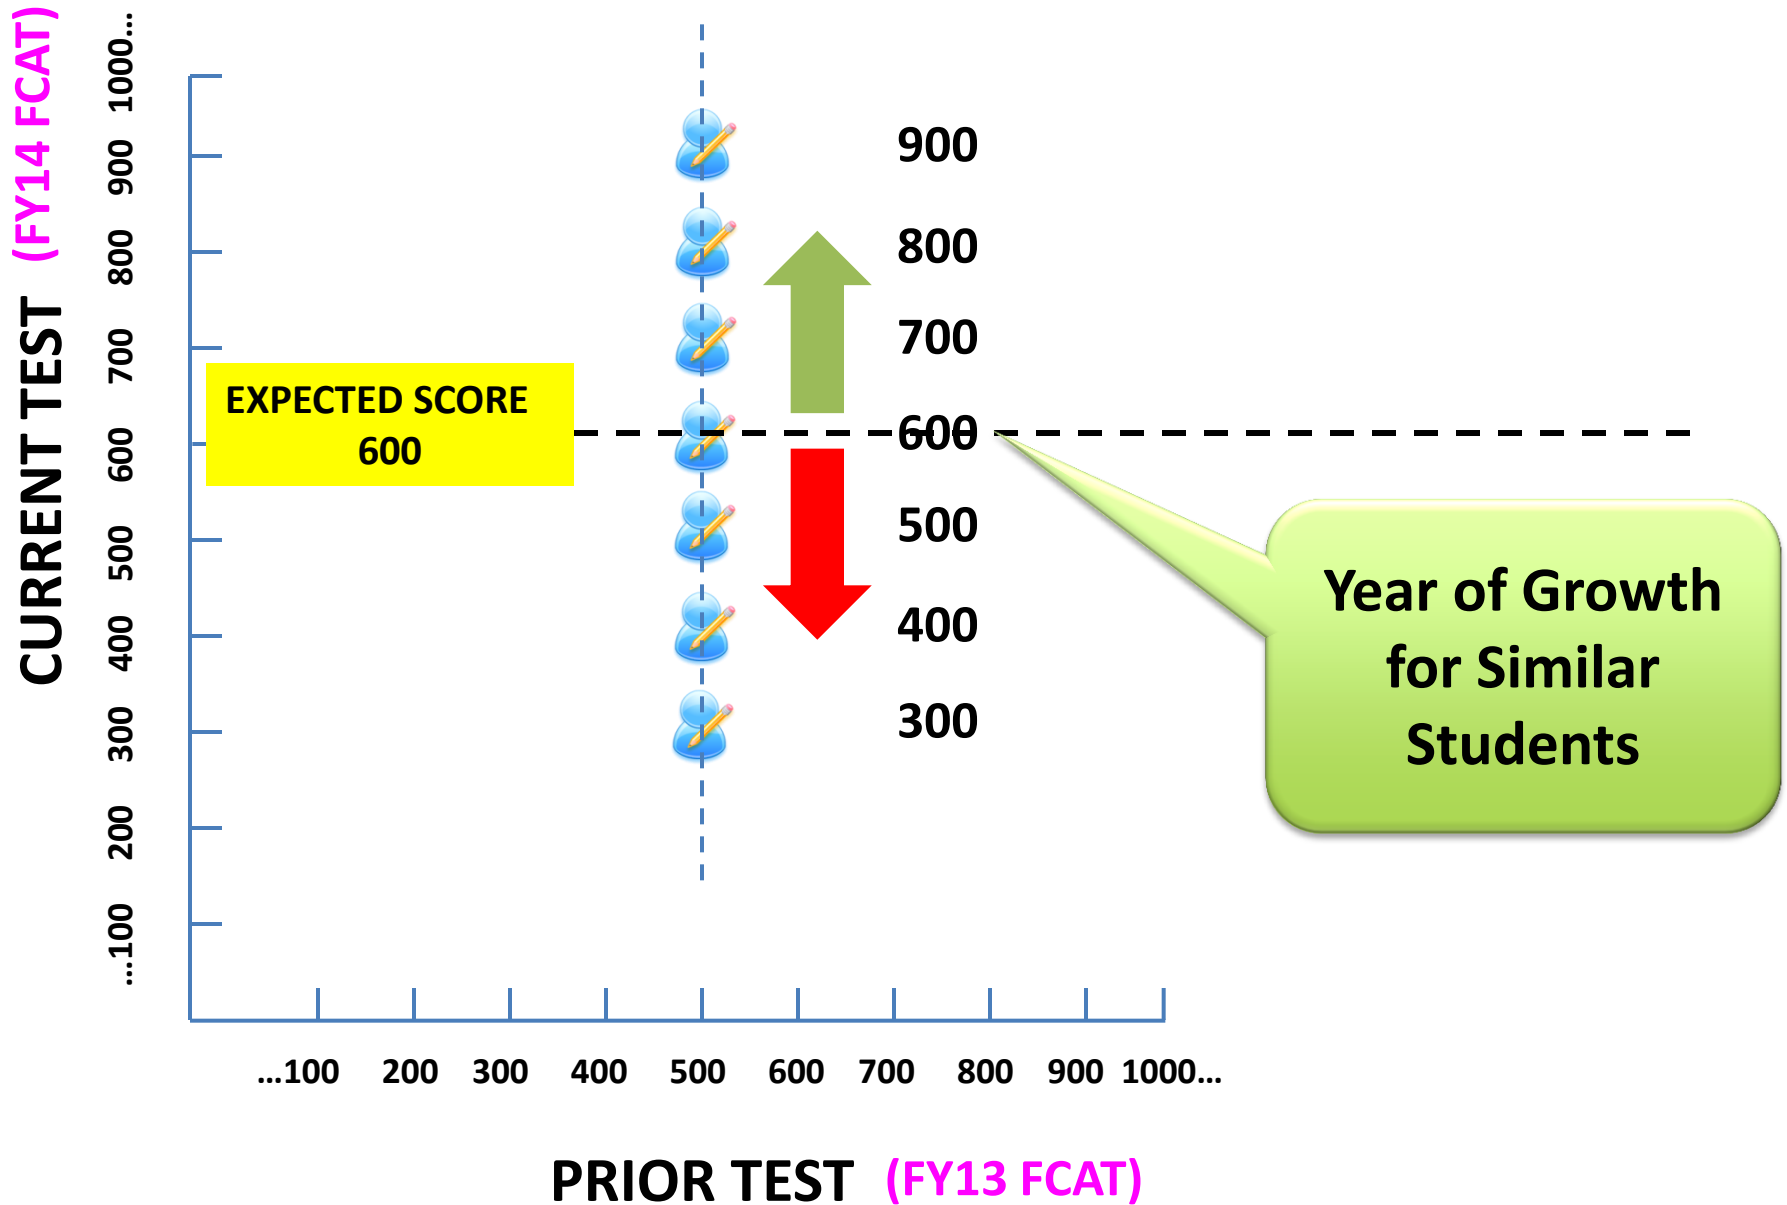 CURRENT TEST (FY14 FCAT)
1000...
900
800
700
600
500
400
300
200
...100
EXPECTED SCORE
600
900
800
700
600
500
400
300
Year of Growth
for Similar
Students
...100 200 300 400 500 600 700 800 900 1000...
PRIOR TEST (FY13 FCAT)